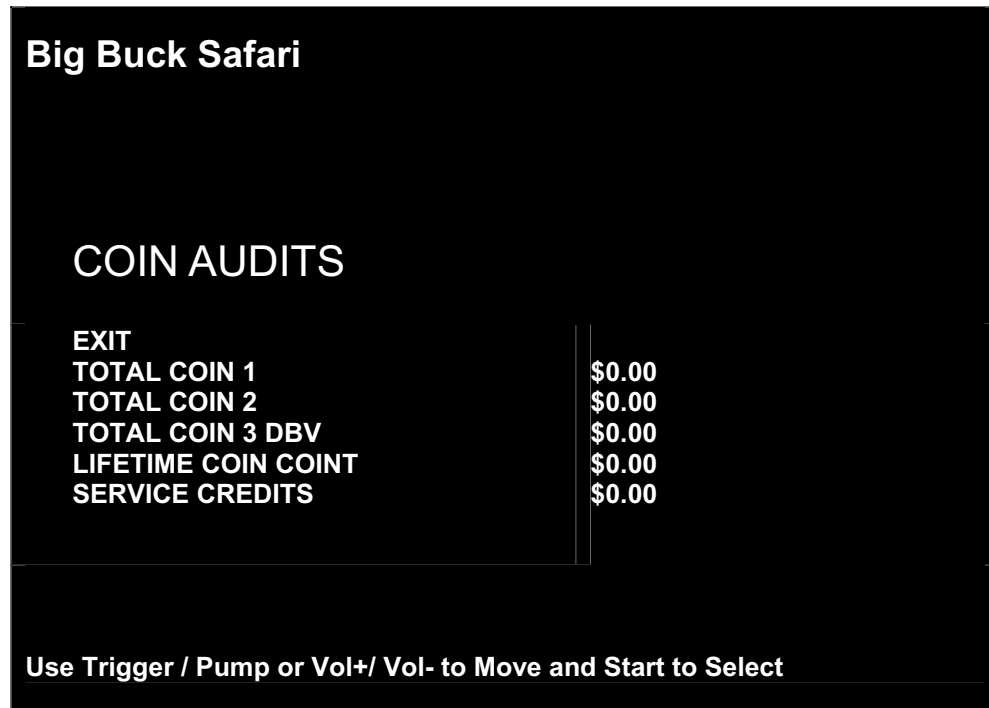 Big Buck Safari
COIN AUDITS
EXIT
TOTAL COIN 1 $0.00
TOTAL COIN 2 $0.00
TOTAL COIN 3 DBV $0.00
LIFETIME COIN COINT $0.00
SERVICE CREDITS $0.00
Use Trigger / Pump or Vol+/ Vol- to Move and Start to Select